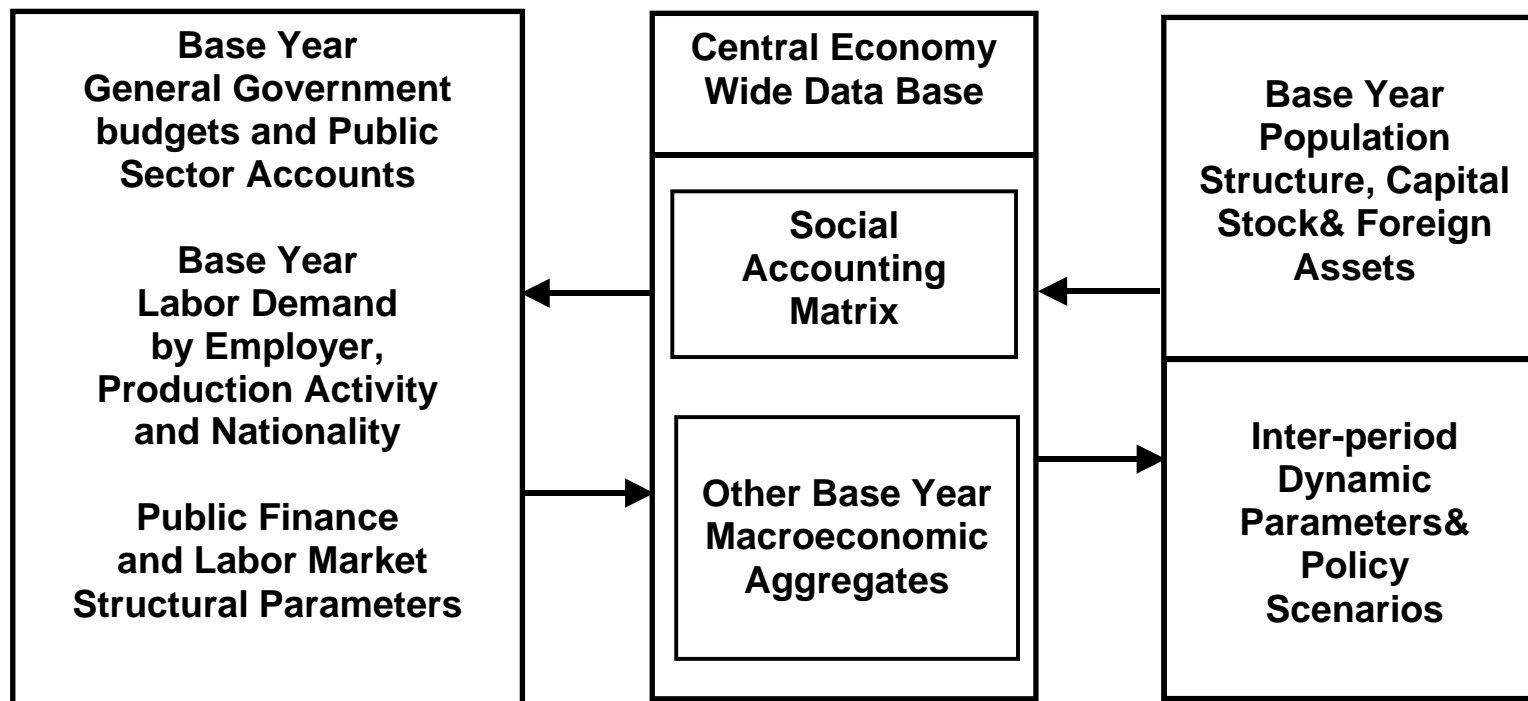 Base Year
General Government
budgets and Public
Sector Accounts
Base Year
Labor Demand
by Employer,
Production Activity
and Nationality
Public Finance
and Labor Market
Structural Parameters
Central Economy
Wide Data Base
Social
Accounting
Matrix
Other Base Year
Macroeconomic
Aggregates
Base Year
Population
Structure, Capital
Stock& Foreign
Assets
Inter-period
Dynamic
Parameters&
Policy
Scenarios